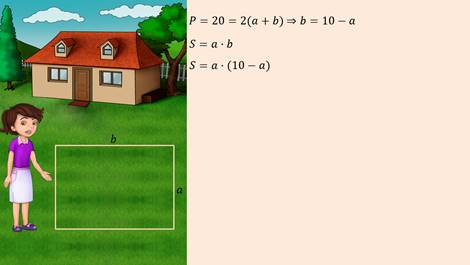 P = 20 = 2(a + b) ⇒ b = 10 − a
S = a · b
S = a · (10 − a)
b
a